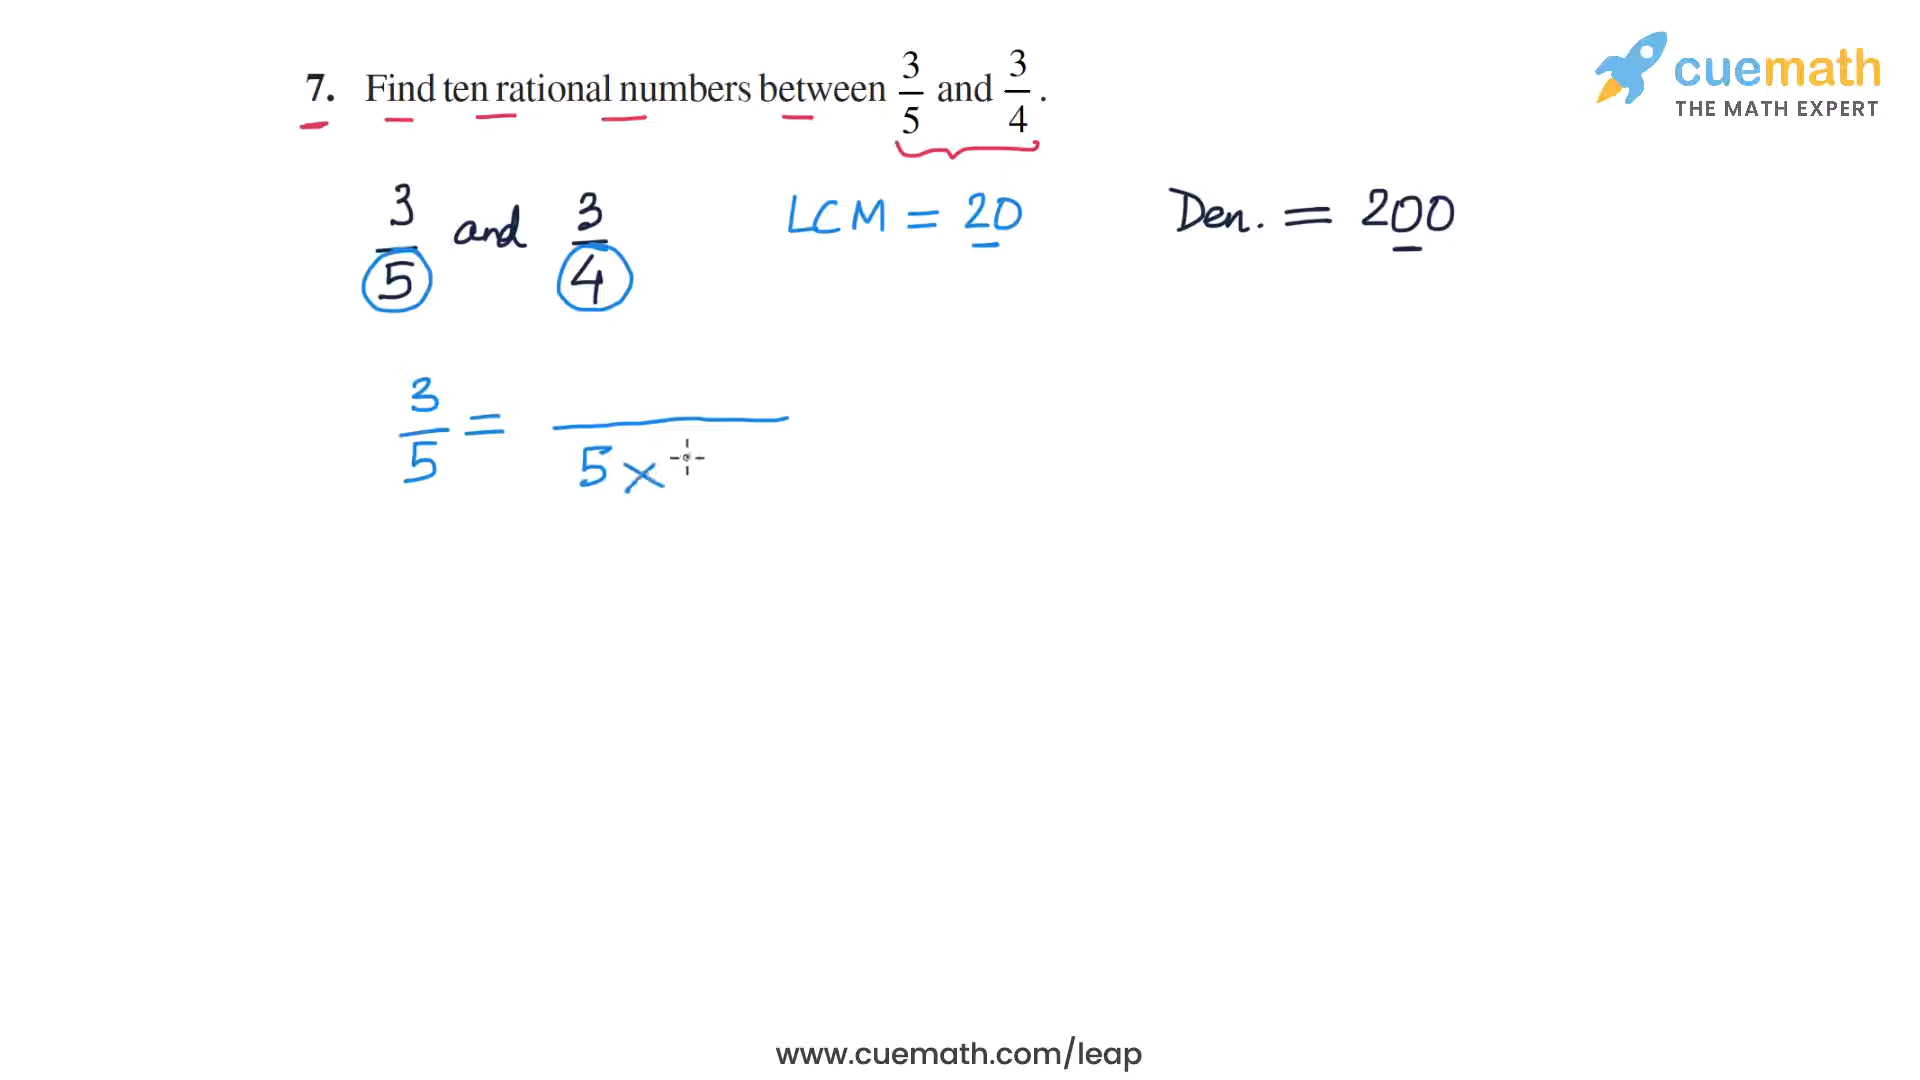 7. Find ten rational numbers between 3/5 and 3/4.
cuemath
THE MATH EXPERT
3/5 and 3/4 LCM = 20 Den. = 200
3/5 = /5 ×
www.cuemath.com/leap